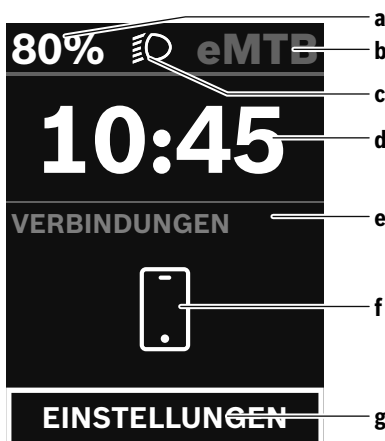 80% eMTB
10:45
VERBINDUNGEN
EINSTELLUNGEN
a
b
c
d
e
f
g